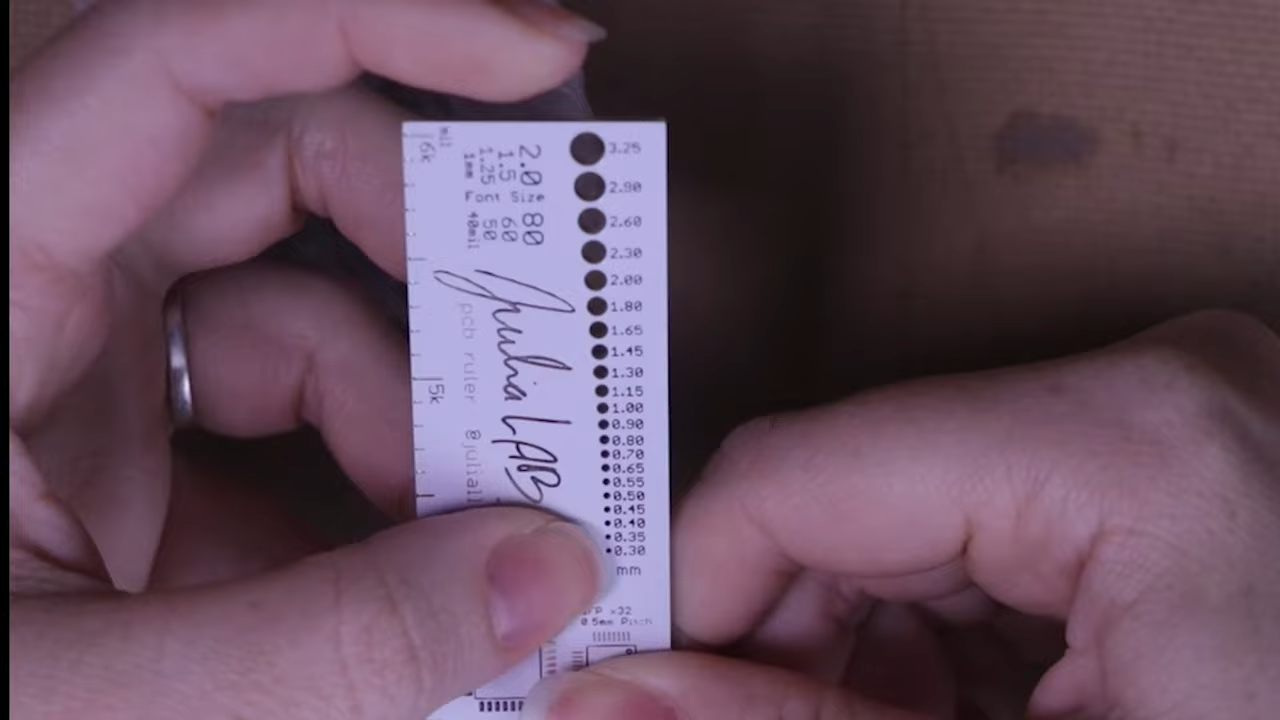 mil
6k
2.0
1.5
1.25
1mm
Font Size
80
60
50
40mil
JuliaLAB
pcb ruler
5k
3.25
2.90
2.60
2.30
2.00
1.80
1.65
1.45
1.30
1.15
1.00
0.90
0.80
0.70
0.65
0.55
0.50
0.45
0.40
0.35
0.30
mm
x32
0.5mm Pitch